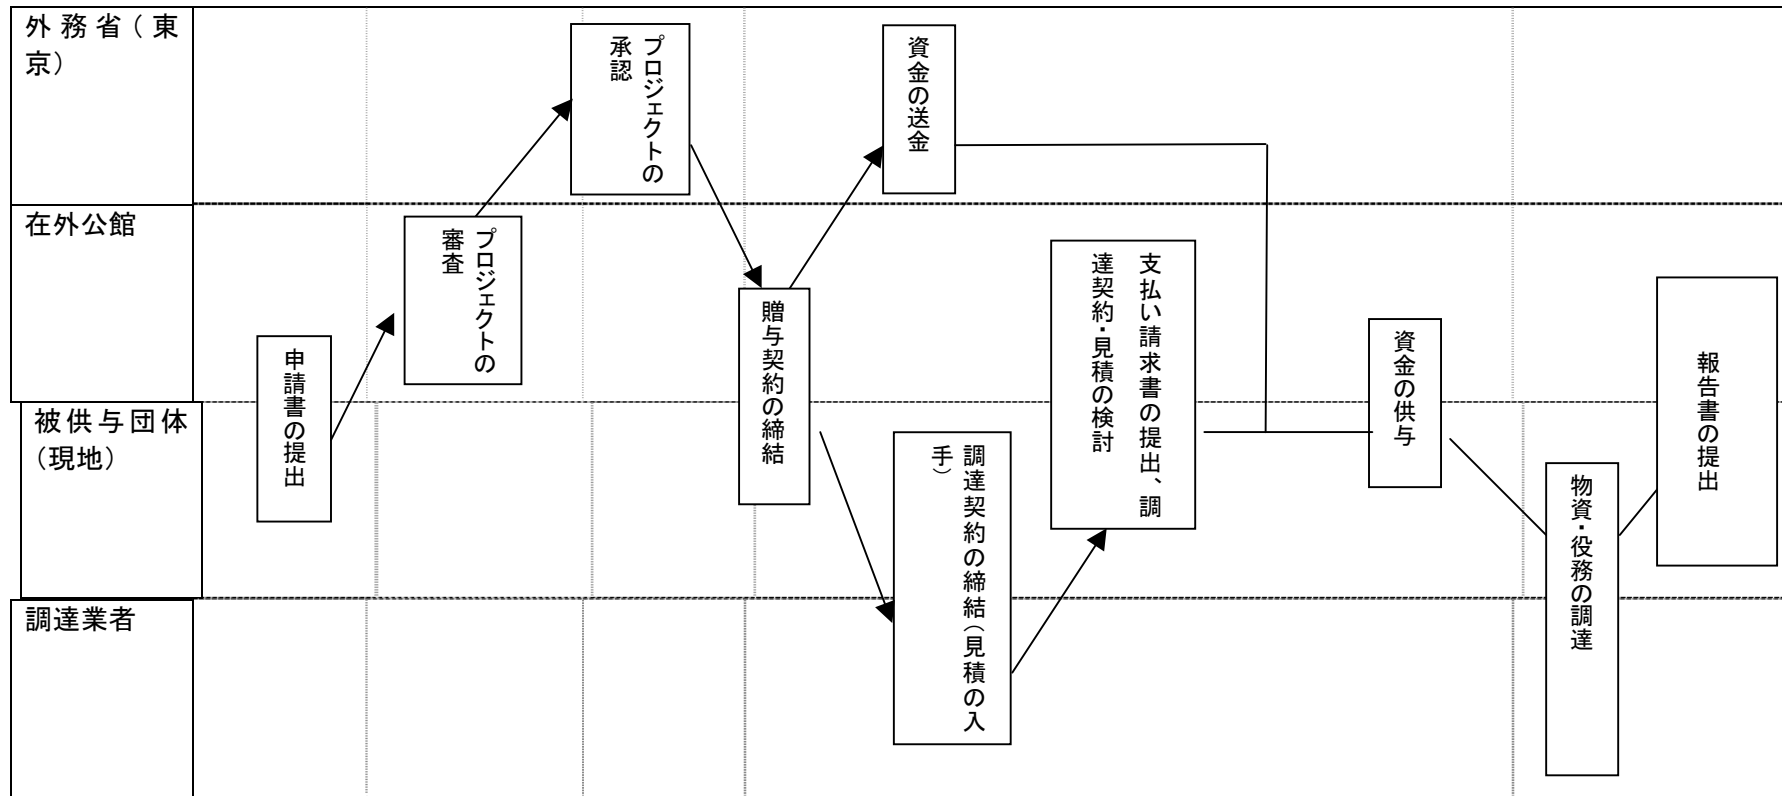 外務省（東
京）
プロジェクトの
承認
資金の送金
在外公館
プロジェクトの
審査
支払い請求書の提出、調
達契約・見積の検討
贈与契約の締結
申請書の提出
資金の供与
報告書の提出
被供与団体
（現地）
調達契約の締結（見積の入
手）
物資・役務の調達
調達業者